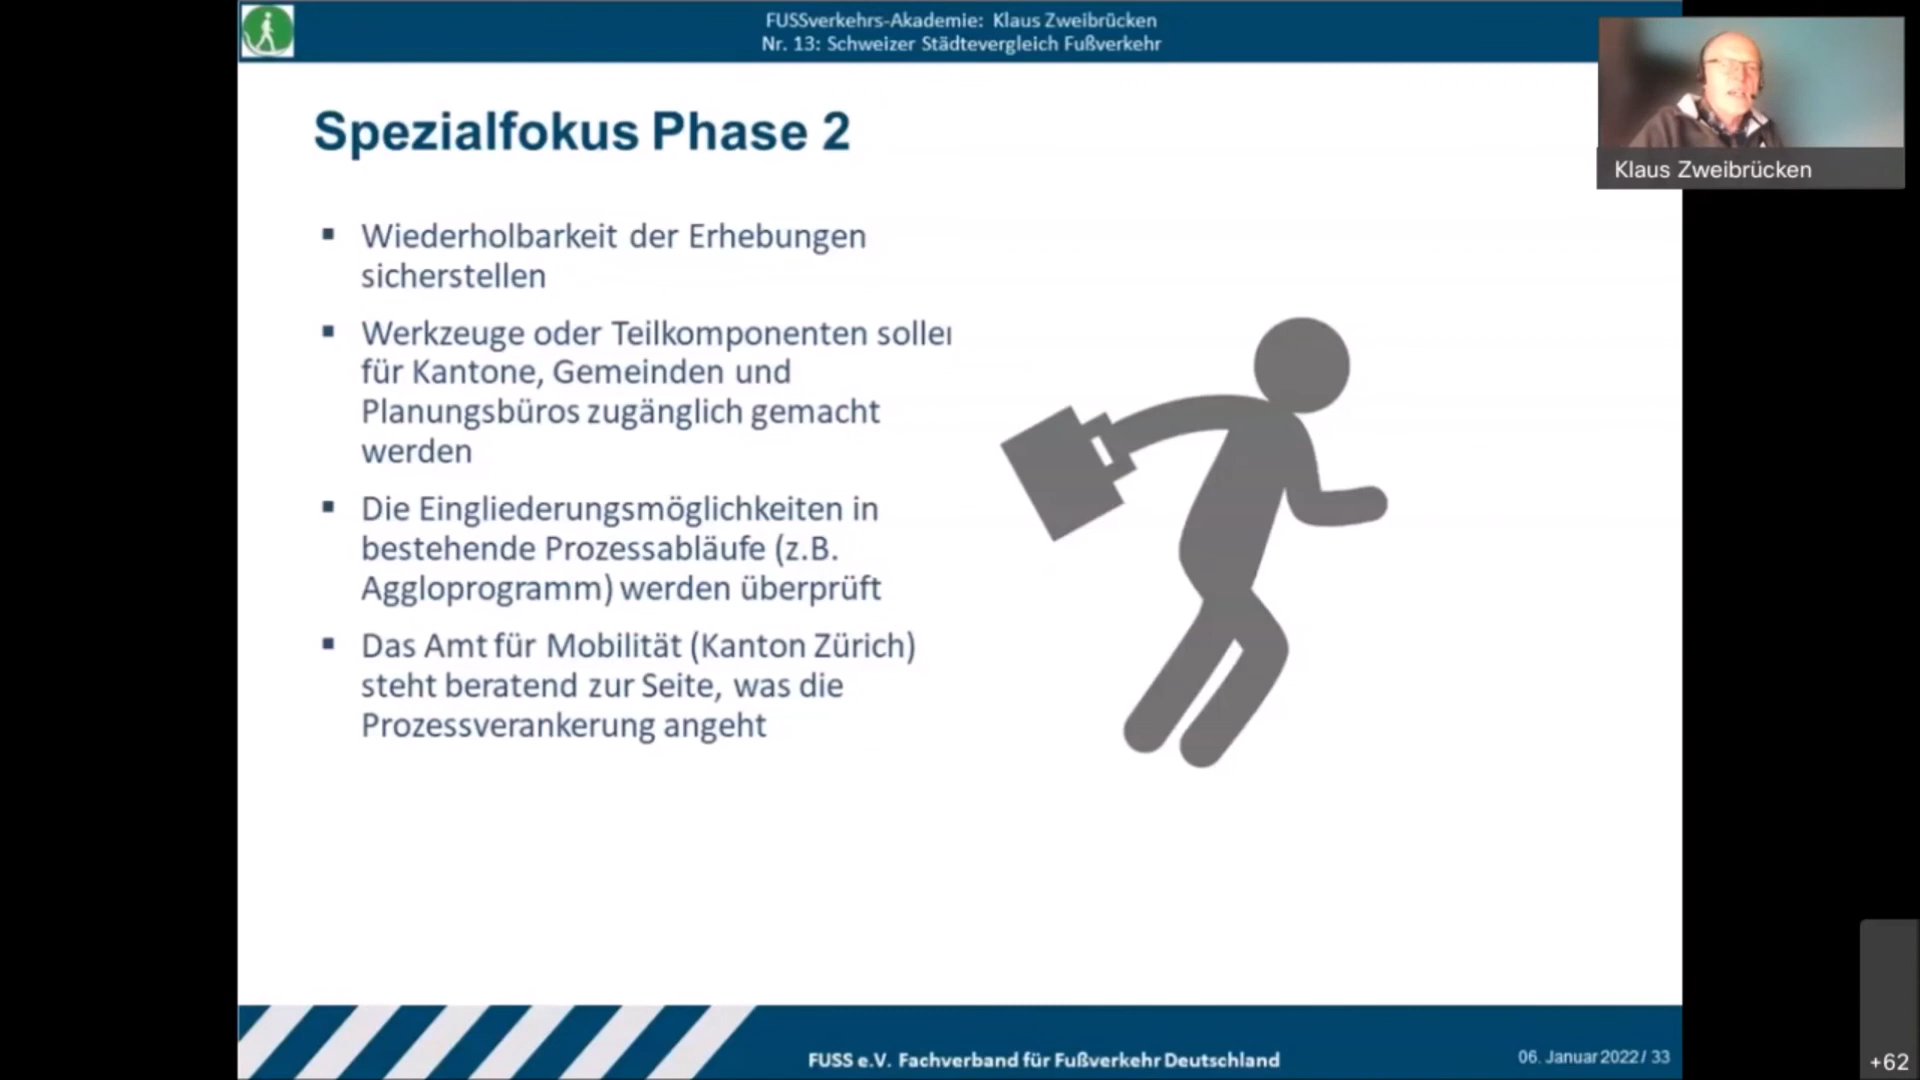 FUSSverkehrs-Akademie: Klaus Zweibrücken
Nr. 13: Schweizer Städtevergleich Fußverkehr
Klaus Zweibrücken
Spezialfokus Phase 2
Wiederholbarkeit der Erhebungen
sicherstellen
Werkzeuge oder Teilkomponenten
für Kantone, Gemeinden und
Planungsbüros zugänglich gemacht
werden
Die Eingliederungsmöglichkeiten in
bestehende Prozessabläufe (z.B.
Aggloprogramm) werden überprüft
Das Amt für Mobilität (Kanton Zürich)
steht beratend zur Seite, was die
Prozessverankerung angeht
FUSS e.V. Fachverband für Fußverkehr Deutschland
06. Januar 2022 / 33
+62